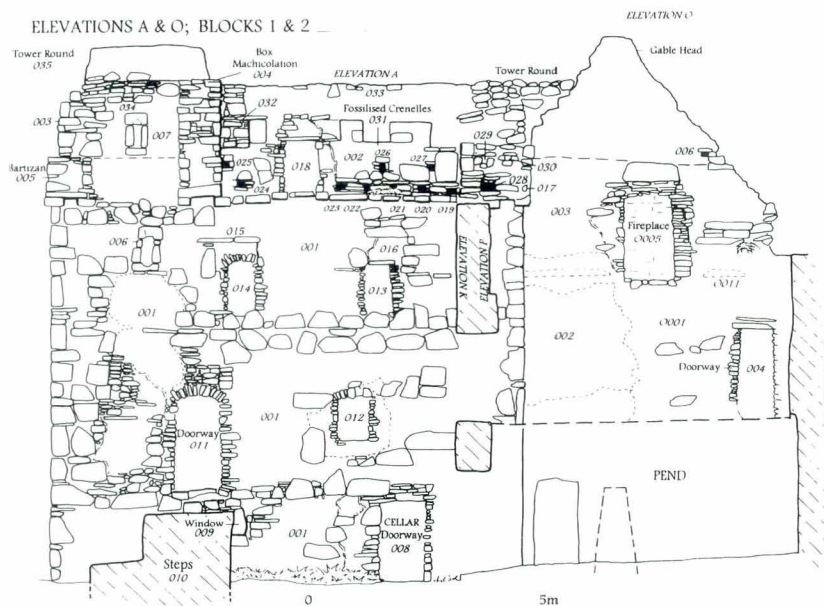 ELEVATIONS A & O; BLOCKS 1 & 2
ELEVATION O
Tower Round
035
Box
Machicolation
004
ELEVATION A
033
Tower Round
Gable Head
034
003
007
032
Fossilised Crenelles
031
029
006
Bartizan
005
025
024
018
002
026
027
030
028
017
023 022 021 020 019
003
Fireplace
O005
006
015
001
016
014
013
ELEVATION K
ELEVATION P
O011
001
002
O001
Doorway
004
Doorway
011
001
012
PEND
Window
009
001
CELLAR
Doorway
008
Steps
010
0
5m